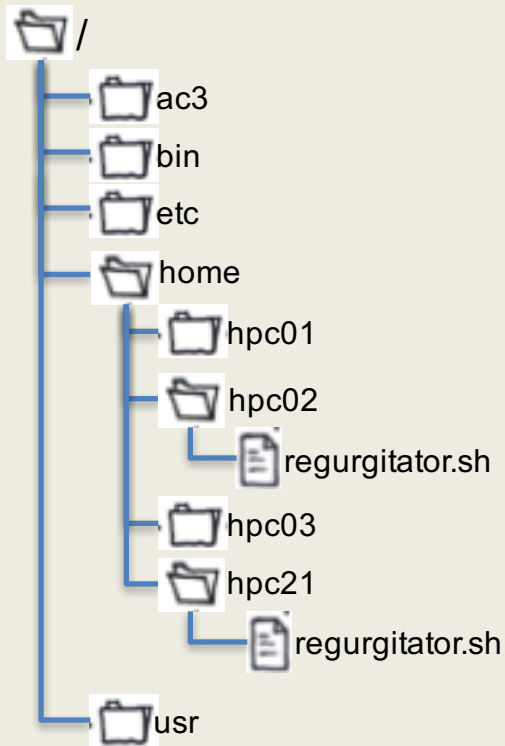 /
ac3
bin
etc
home
hpc01
hpc02
regurgitator.sh
hpc03
hpc21
regurgitator.sh
usr